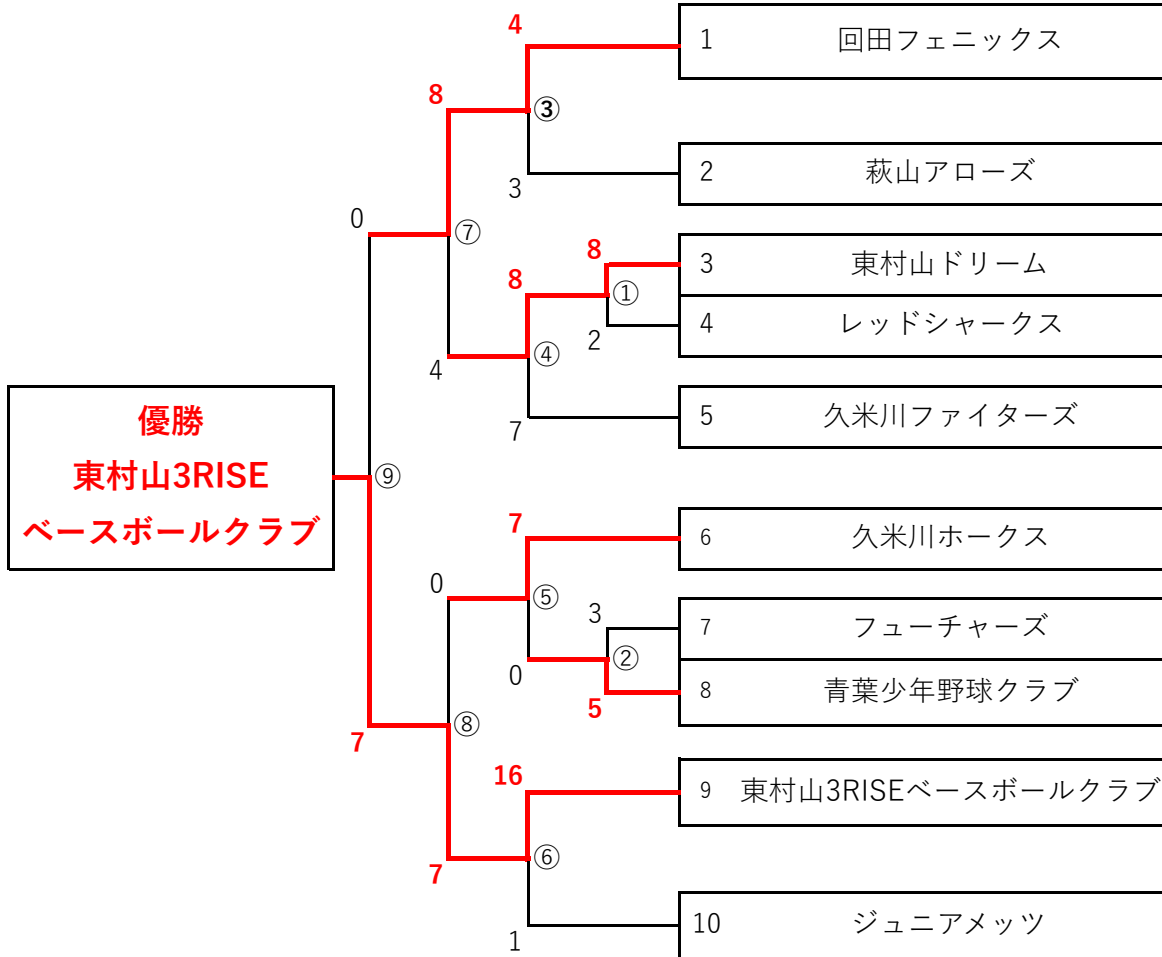 4
1 回田フェニックス
8
③
2 萩山アローズ
3
0
⑦
8
3 東村山ドリーム
8
①
4 レッドシャークス
2
④
4
5 久米川ファイターズ
7
優勝
東村山3RISE
ベースボールクラブ
⑨
7
6 久米川ホークス
0
⑤
3
7 フューチャーズ
②
0
8 青葉少年野球クラブ
5
⑧
7
16
9 東村山3RISEベースボールクラブ
⑥
7
10 ジュニアメッツ
1